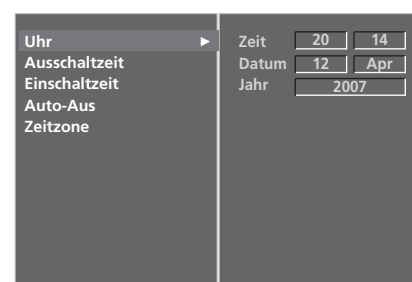 Uhr ►
Ausschaltzeit
Einschaltzeit
Auto-Aus
Zeitzone
Zeit 20 14
Datum 12 Apr
Jahr 2007